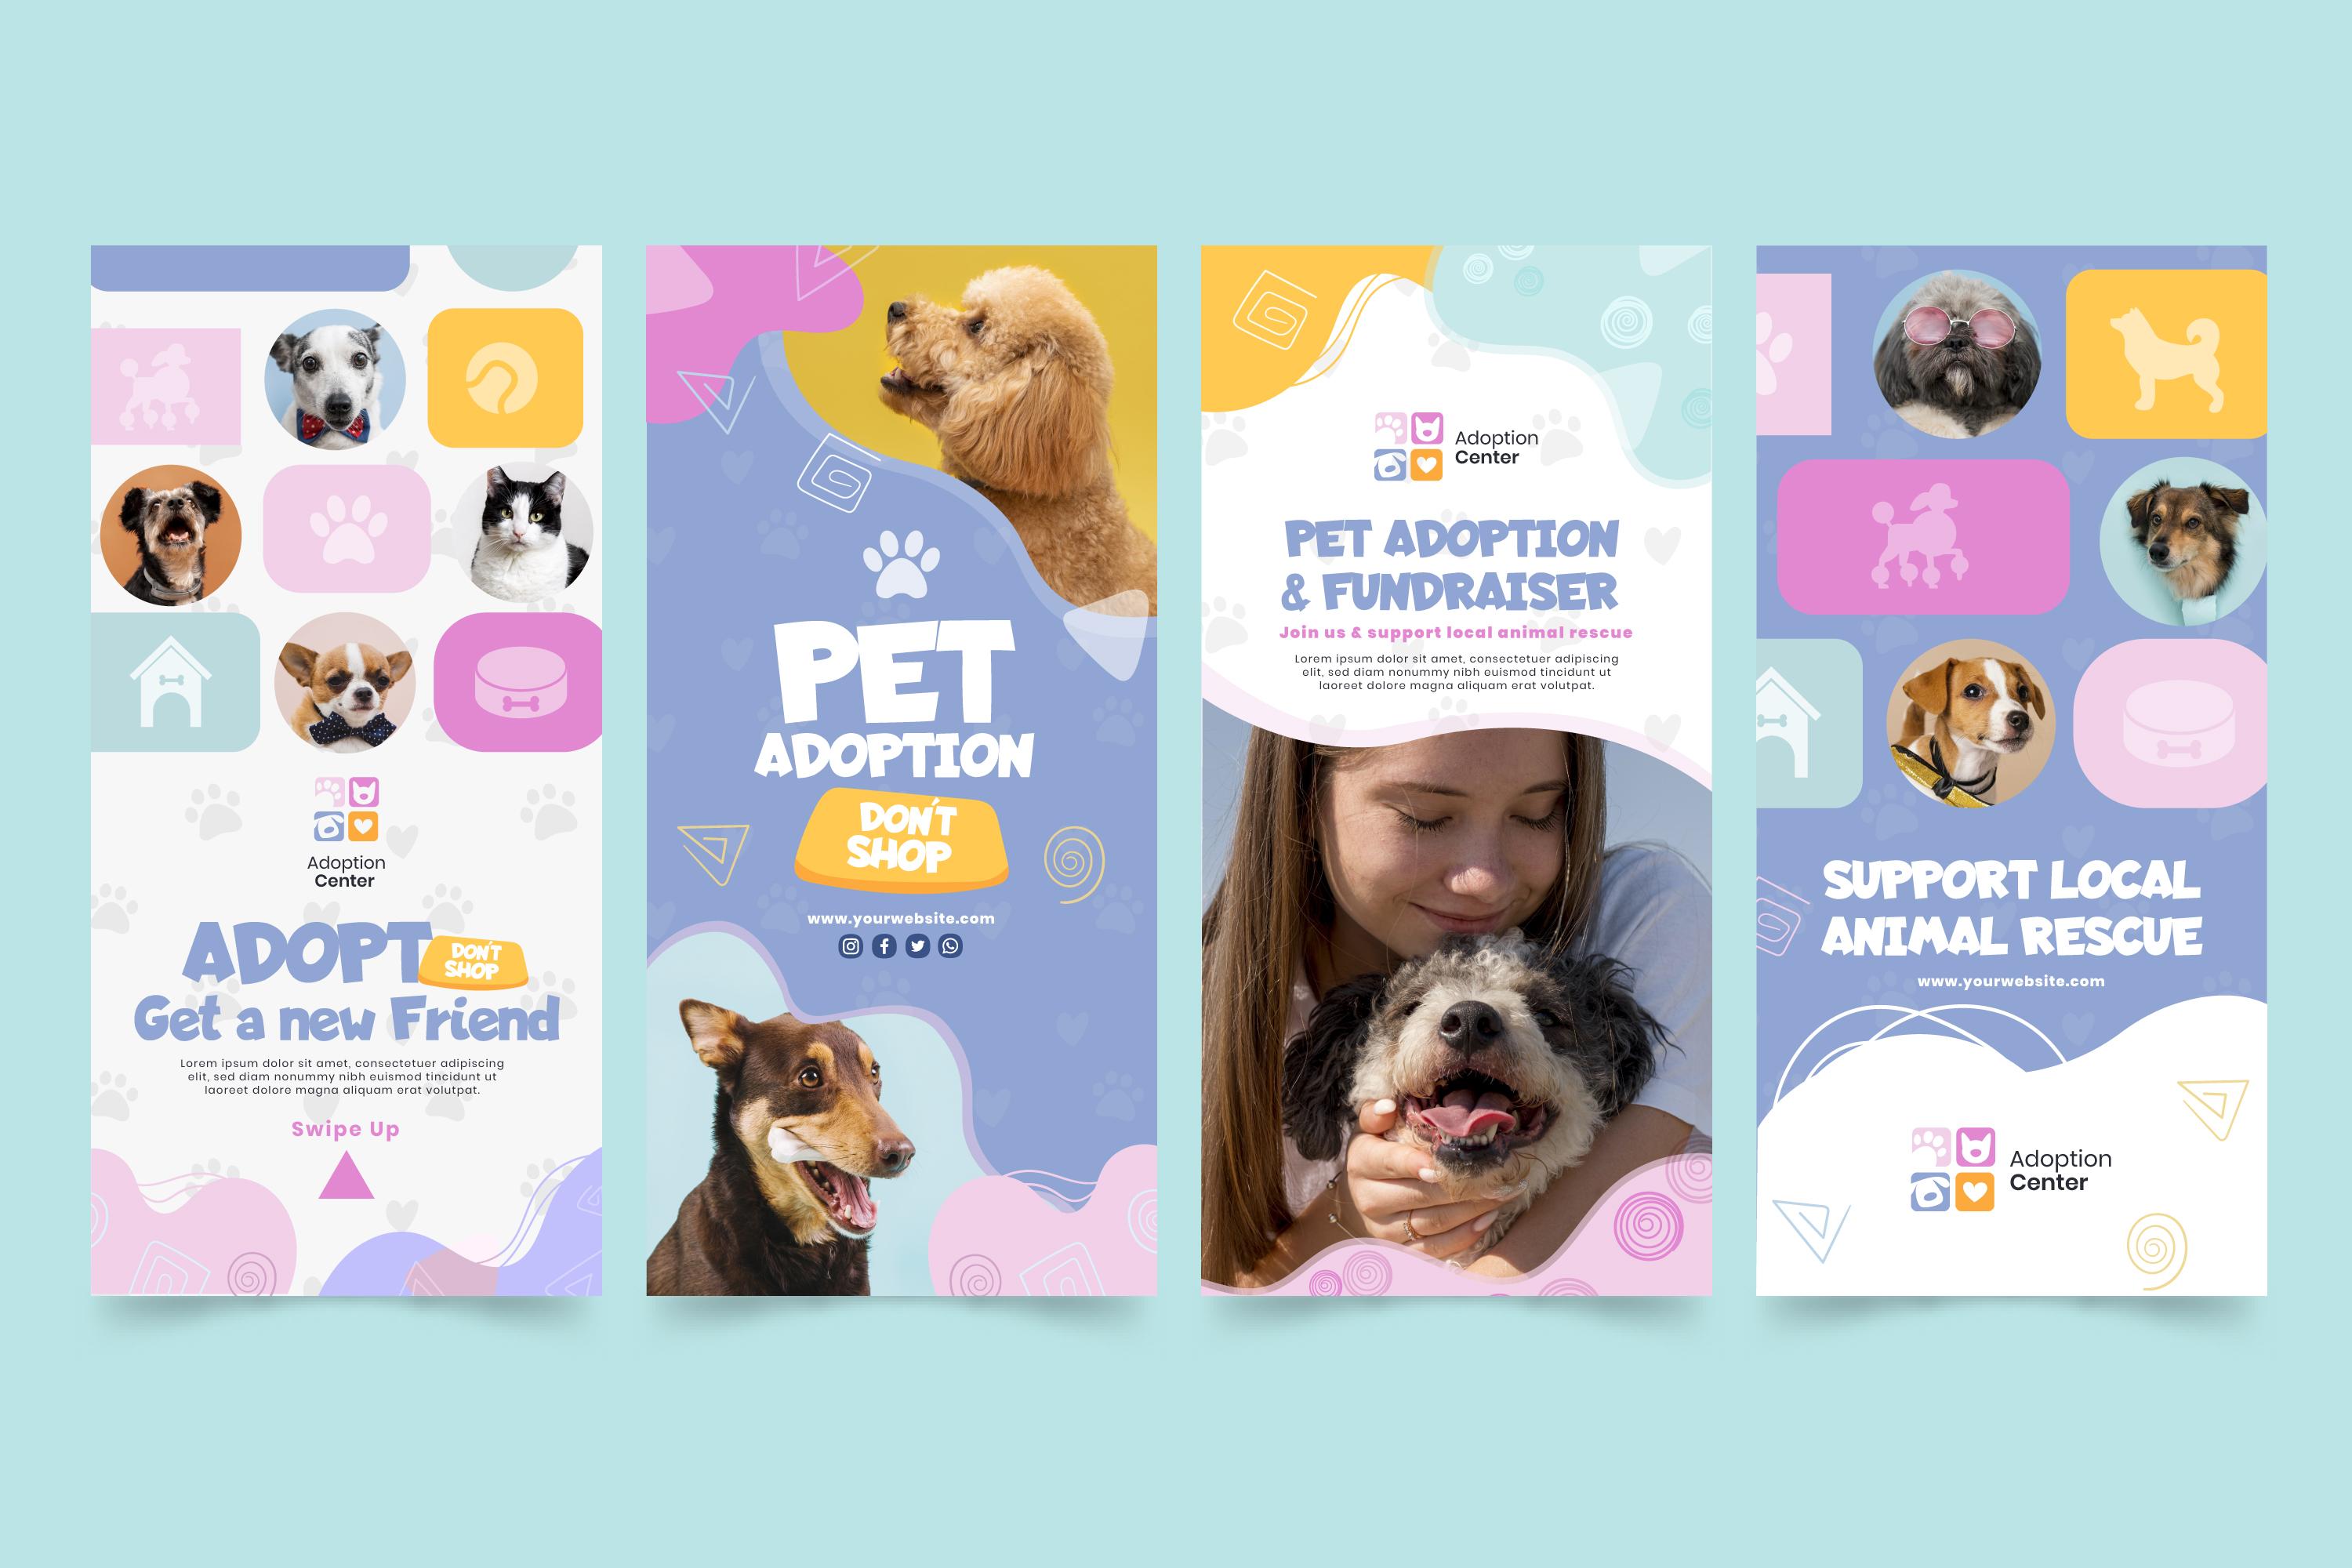 Adoption
Center
ADOPT
DON'T
SHOP
Get a new Friend
Lorem ipsum dolor sit amet, consectetuer adipiscing
elit, sed diam nonummy nibh euismod tincidunt ut
laoreet dolore magna aliquam erat volutpat.
Swipe Up
PET
ADOPTION
DON'T
SHOP
www.yourwebsite.com
Adoption
Center
PET ADOPTION
& FUNDRAISER
Join us & support local animal rescue
Lorem ipsum dolor sit amet, consectetuer adipiscing
elit, sed diam nonummy nibh euismod tincidunt ut
laoreet dolore magna aliquam erat volutpat.
SUPPORT LOCAL
ANIMAL RESCUE
www.yourwebsite.com
Adoption
Center